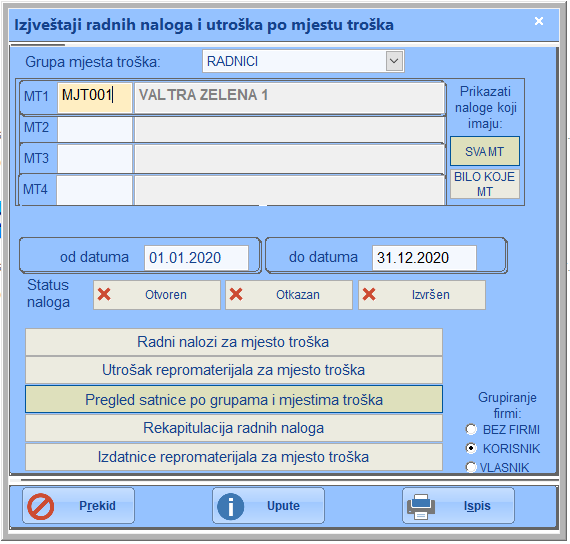 Izjveštaji radnih naloga i utroška po mjestu troška
Grupa mjesta troška: RADNICI
MT1 MJT001 VALTRA ZELENA 1
MT2
MT3
MT4
Prikazati
naloge koji
imaju:
SVA MT
BILO KOJE
MT
od datuma 01.01.2020 do datuma 31.12.2020
Status
naloga
Otvoren Otkazan Izvršen
Radni nalozi za mjesto troška
Utrošak repromaterijala za mjesto troška
Pregled satnice po grupama i mjestima troška
Rekapitulacija radnih naloga
Izdatnice repromaterijala za mjesto troška
Grupiranje
firmi:
BEZ FIRMI
KORISNIK
VLASNIK
Prekid Upute Ispis